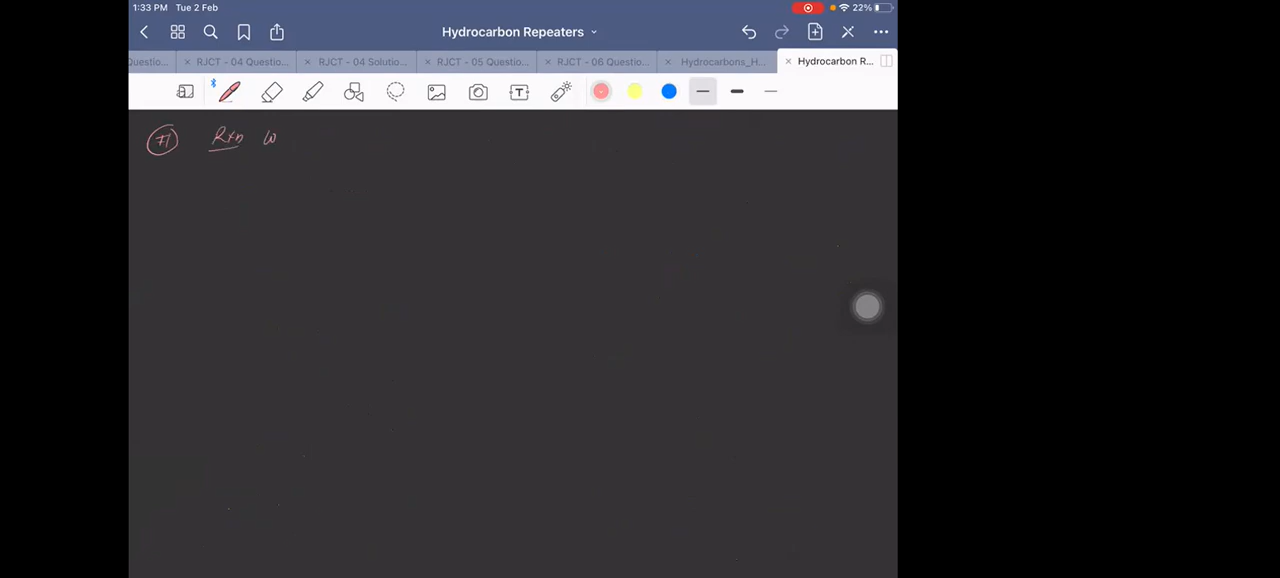 1:33 PM Tue 2 Feb 22%
Hydrocarbon Repeaters
Questio... RJCT - 04 Questio... RJCT - 04 Solutio... RJCT - 05 Questio... RJCT - 06 Questio... Hydrocarbons_H... Hydrocarbon R...
T
Rxn w